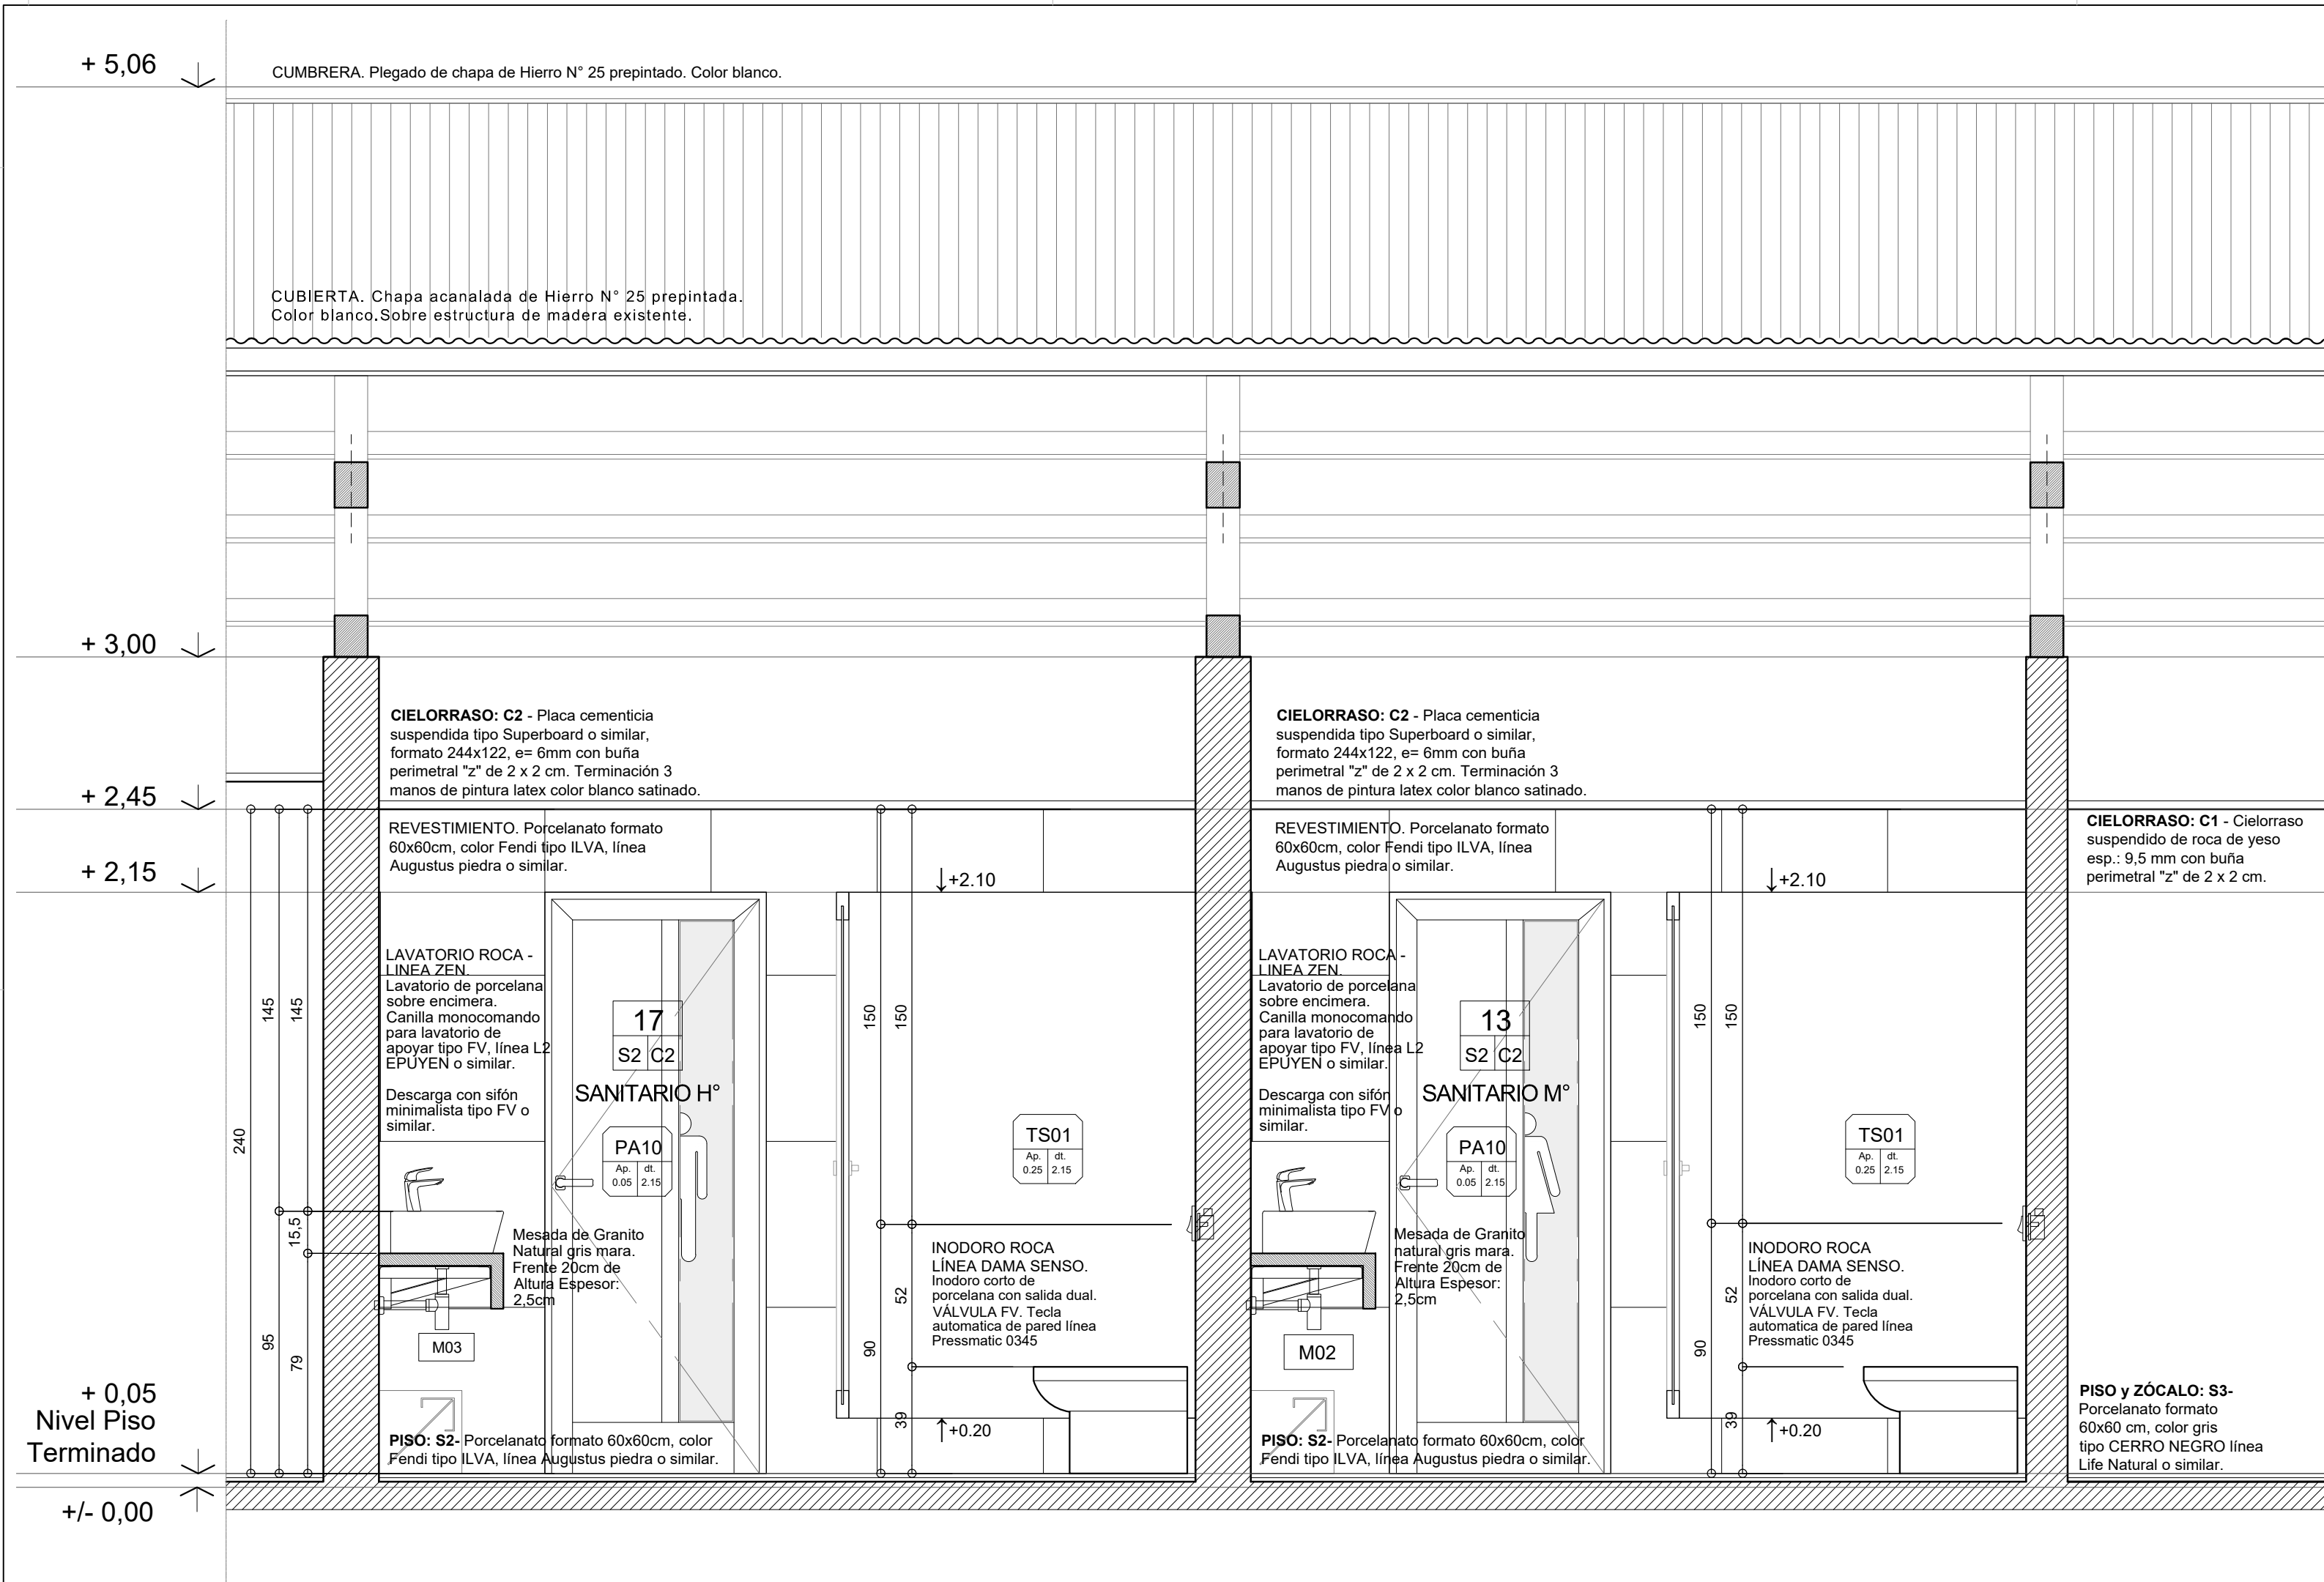 + 5,06
CUMBRERA. Plegado de chapa de Hierro N° 25 prepintado. Color blanco.
CUBIERTA. Chapa acanalada de Hierro N° 25 prepintada.
Color blanco.Sobre estructura de madera existente.
+ 3,00
+ 2,45
+ 2,15
CIELORRASO: C2 - Placa cementicia
suspendida tipo Superboard o similar,
formato 244x122, e= 6mm con buña
perimetral "z" de 2 x 2 cm. Terminación 3
manos de pintura latex color blanco satinado.
CIELORRASO: C2 - Placa cementicia
suspendida tipo Superboard o similar,
formato 244x122, e= 6mm con buña
perimetral "z" de 2 x 2 cm. Terminación 3
manos de pintura latex color blanco satinado.
REVESTIMIENTO. Porcelanato formato
60x60cm, color Fendi tipo ILVA, línea
Augustus piedra o similar.
REVESTIMIENTO. Porcelanato formato
60x60cm, color Fendi tipo ILVA, línea
Augustus piedra o similar.
CIELORRASO: C1 - Cielorraso
suspendido de roca de yeso
esp.: 9,5 mm con buña
perimetral "z" de 2 x 2 cm.
+2.10
+2.10
240
145
145
15,5
95
79
LAVATORIO ROCA -
LINEA ZEN.
Lavatorio de porcelana
sobre encimera.
Canilla monocomando
para lavatorio de
apoyar tipo FV, línea L2
EPUYEN o similar.
Descarga con sifón
minimalista tipo FV o
similar.
17
S2 C2
SANITARIO H°
PA10
Ap. dt.
0.05 2.15
Mesada de Granito
Natural gris mara.
Frente 20cm de
Altura Espesor:
2,5cm
M03
150
150
52
90
39
TS01
Ap. dt.
0.25 2.15
INODORO ROCA
LÍNEA DAMA SENSO.
Inodoro corto de
porcelana con salida dual.
VÁLVULA FV. Tecla
automatica de pared línea
Pressmatic 0345
+0.20
PISO: S2- Porcelanato formato 60x60cm, color
Fendi tipo ILVA, línea Augustus piedra o similar.
LAVATORIO ROCA -
LINEA ZEN.
Lavatorio de porcelana
sobre encimera.
Canilla monocomando
para lavatorio de
apoyar tipo FV, línea L2
EPUYEN o similar.
Descarga con sifón
minimalista tipo FV o
similar.
13
S2 C2
SANITARIO M°
PA10
Ap. dt.
0.05 2.15
Mesada de Granito
natural gris mara.
Frente 20cm de
Altura Espesor:
2,5cm
M02
150
150
52
90
39
TS01
Ap. dt.
0.25 2.15
INODORO ROCA
LÍNEA DAMA SENSO.
Inodoro corto de
porcelana con salida dual.
VÁLVULA FV. Tecla
automatica de pared línea
Pressmatic 0345
+0.20
PISO: S2- Porcelanato formato 60x60cm, color
Fendi tipo ILVA, línea Augustus piedra o similar.
PISO y ZÓCALO: S3-
Porcelanato formato
60x60 cm, color gris
tipo CERRO NEGRO línea
Life Natural o similar.
+ 0,05
Nivel Piso
Terminado
+/- 0,00